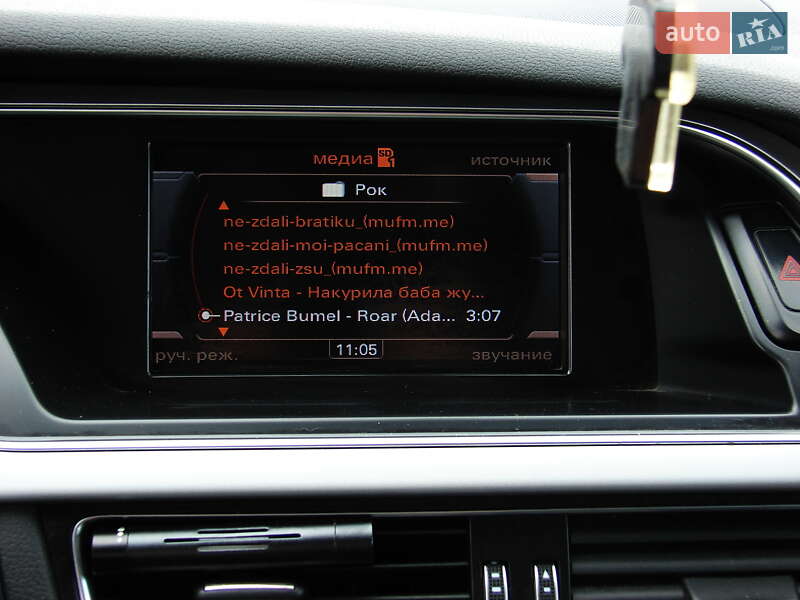 auto RIA .com
медиа SD 1 источник
Рок
ne-zdali-bratiku_(mufm.me)
ne-zdali-moi-pacani_(mufm.me)
ne-zdali-zsu_(mufm.me)
Ot Vinta - Накурила баба жу...
Patrice Bumel - Roar (Ada... 3:07
руч. реж. 11:05 звучание